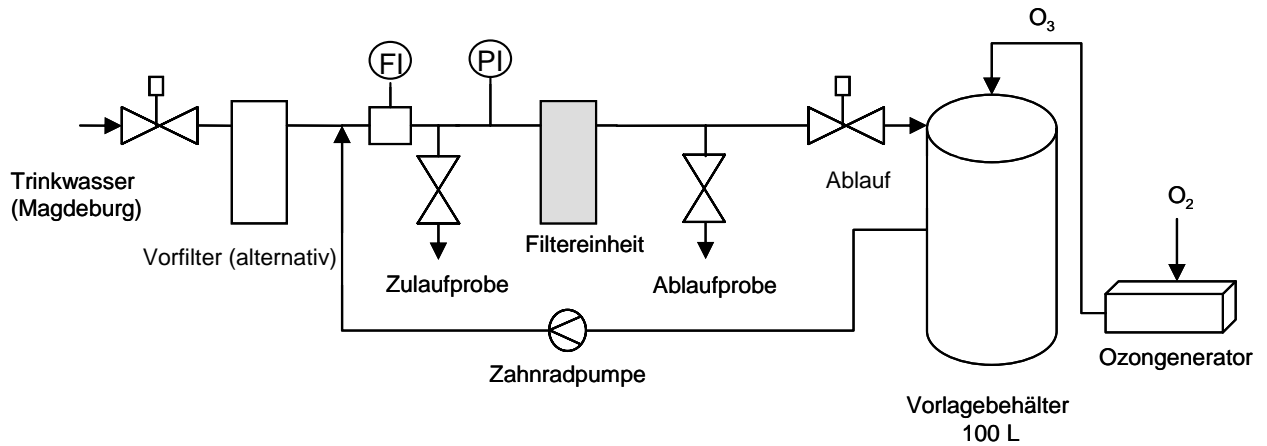 O₃
FI
PI
Trinkwasser
(Magdeburg)
Vorfilter (alternativ)
Zulaufprobe
Filtereinheit
Ablaufprobe
Ablauf
O₂
Ozongenerator
Zahnradpumpe
Vorlagebehälter
100 L